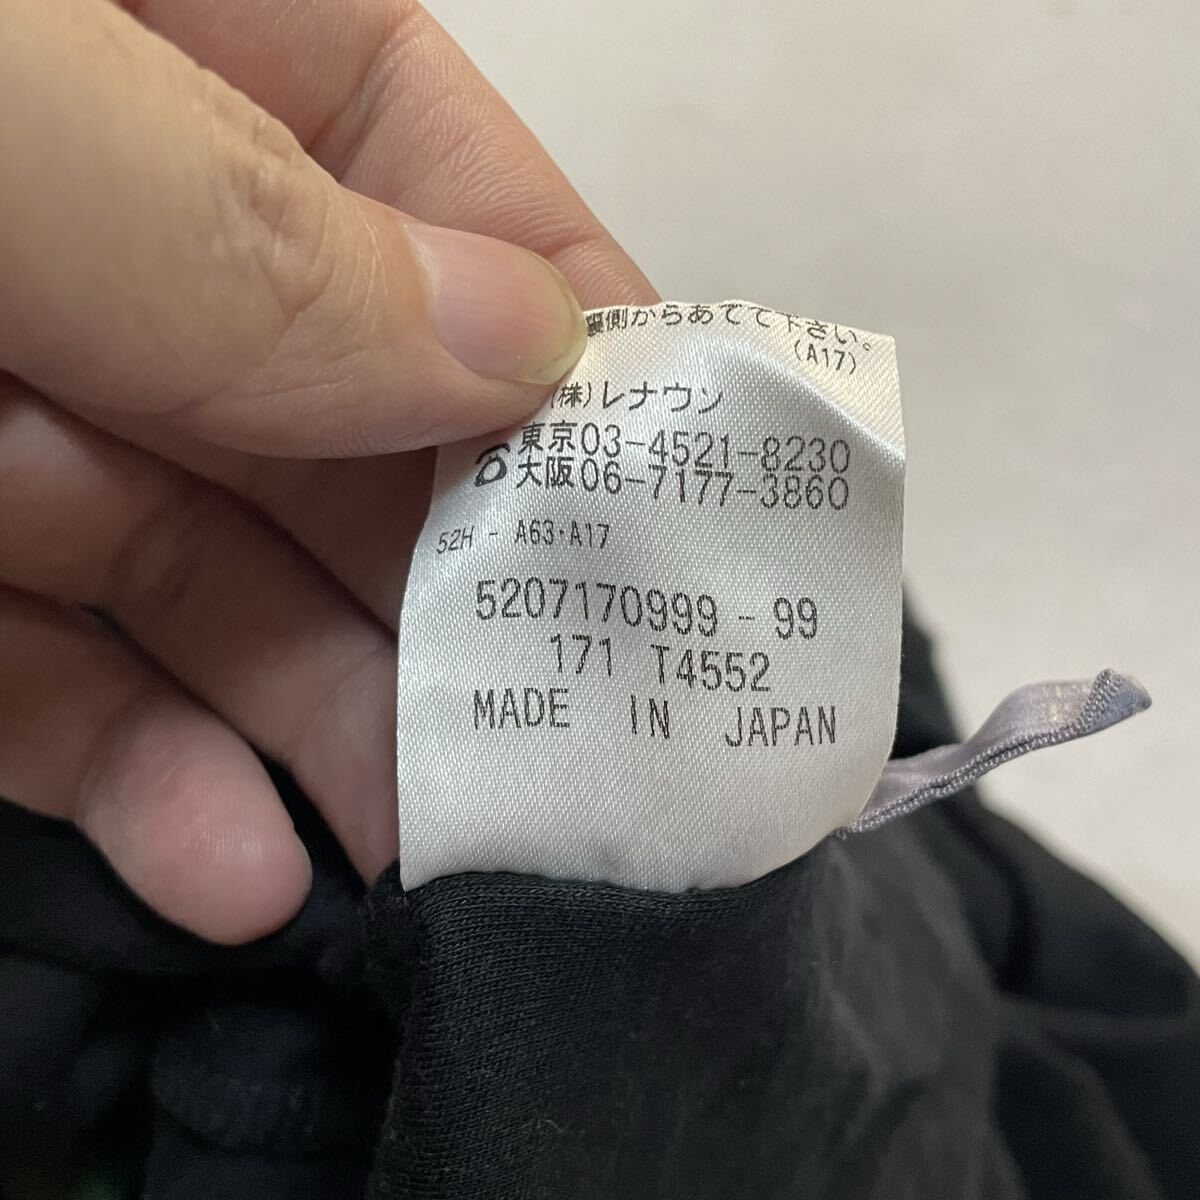 裏側からあてて下さい。
(A17)
(株)レナウン
東京03-4521-8230
大阪06-7177-3860
52H - A63·A17
5207170999 - 99
171 T4552
MADE IN JAPAN